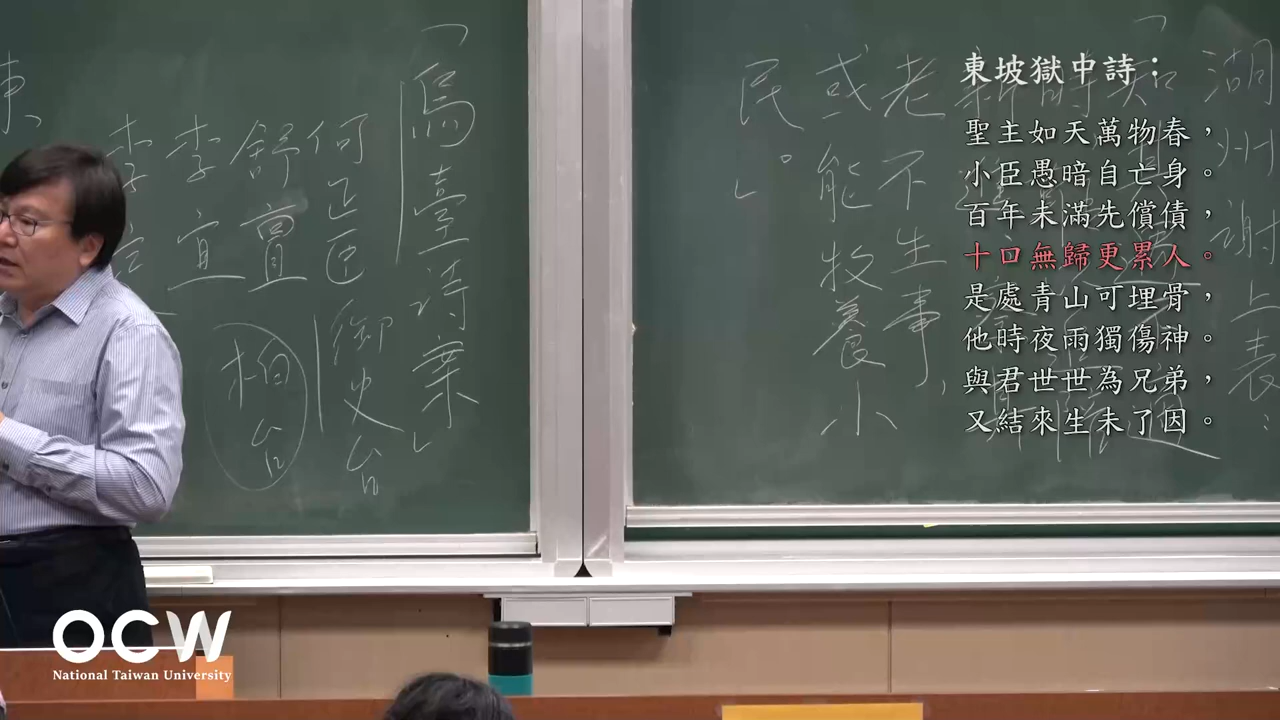 東坡獄中詩：
聖主如天萬物春，
小臣愚暗自亡身。
百年未滿先償債，
十口無歸更累人。
是處青山可埋骨，
他時夜雨獨傷神。
與君世世為兄弟，
又結來生未了因。
湖州謝上表：
老不生事，
或能牧養小
民。」
「烏臺詩案」
何正臣
御史台
舒亶
柏台
李宜
李定
東
OCW
National Taiwan University